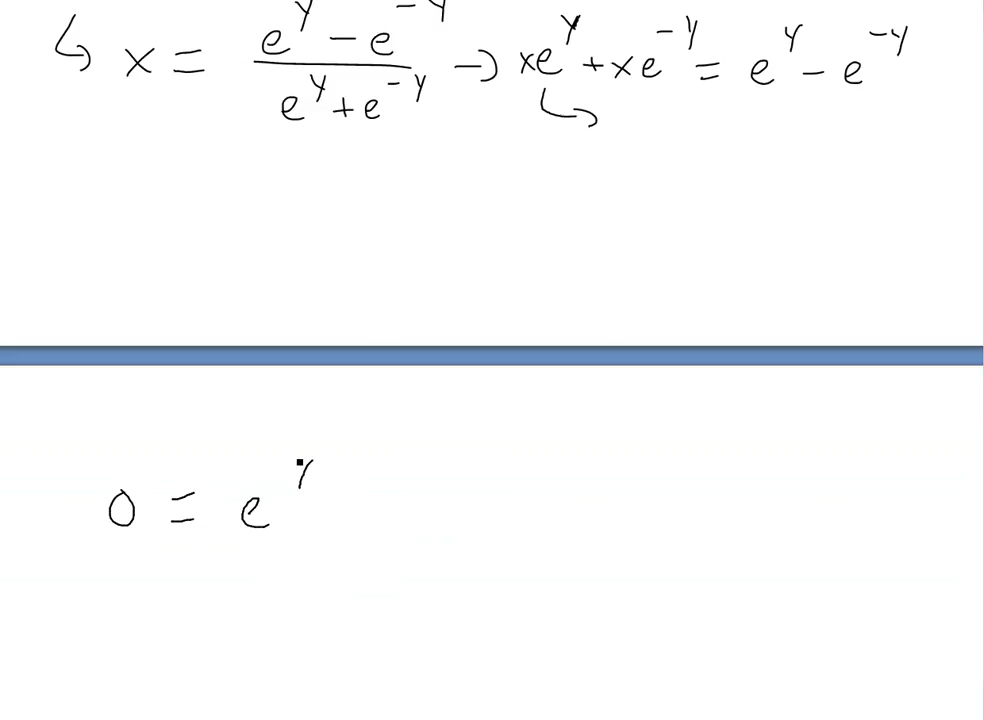 ↳ x = (e^y - e^-y)/(e^y + e^-y) → xe^y + xe^-y = e^y - e^-y
↳
0 = e^y